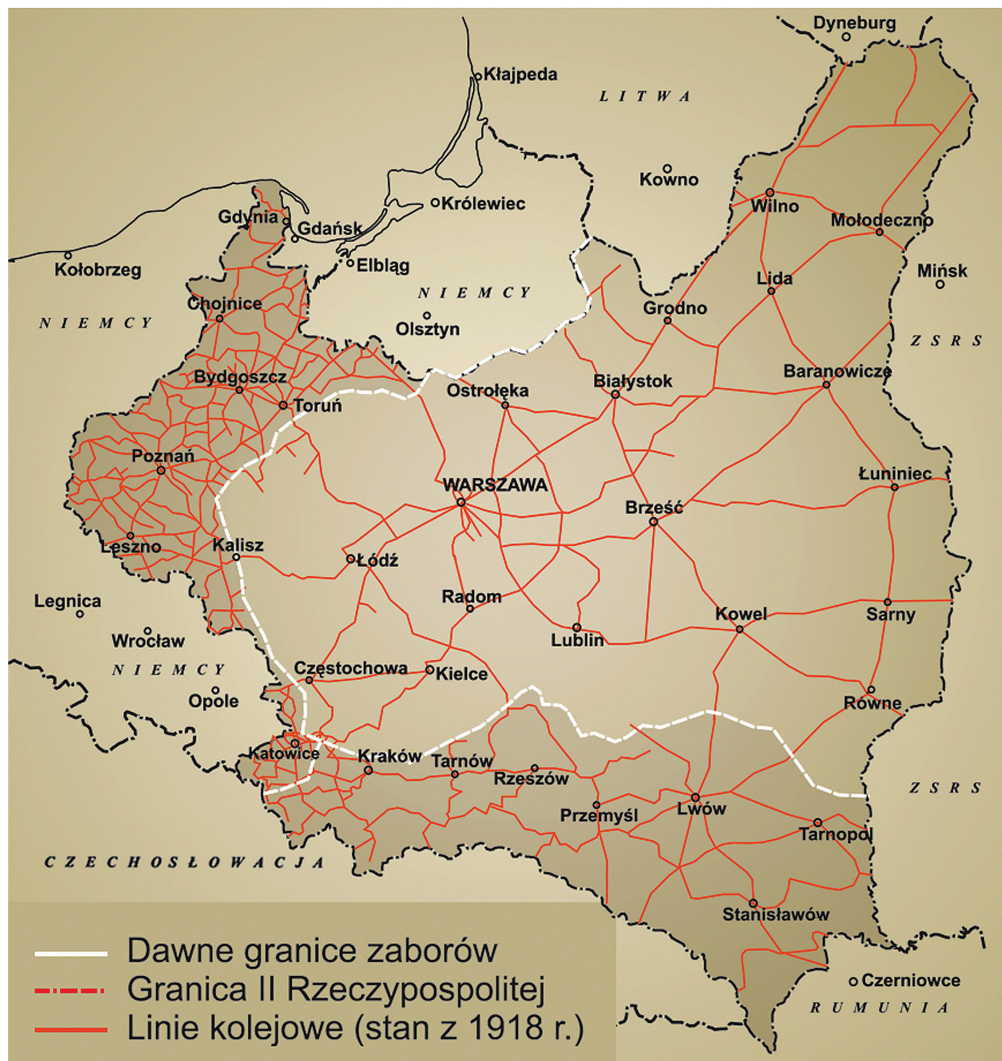 Dyneburg
Kłajpeda
LITWA
Kowno
Wilno
Królewiec
Gdynia
Gdańsk
Mołodeczno
Elbląg
Kołobrzeg
Mińsk
Lida
NIEMCY
Chojnice
Grodno
NIEMCY
Olsztyn
ZSRS
Bydgoszcz
Białystok
Baranowicze
Ostrołęka
Toruń
Poznań
Łuniniec
WARSZAWA
Brześć
Leszno
Kalisz
Łódź
Legnica
Radom
Kowel
Sarny
Wrocław
Lublin
NIEMCY
Częstochowa
Kielce
Opole
Równe
Katowice
Kraków
Tarnów
Rzeszów
ZSRS
Przemyśl
Lwów
Tarnopol
CZECHOSŁOWACJA
Stanisławów
Czerniowce
RUMUNIA
Dawne granice zaborów
Granica II Rzeczypospolitej
Linie kolejowe (stan z 1918 r.)